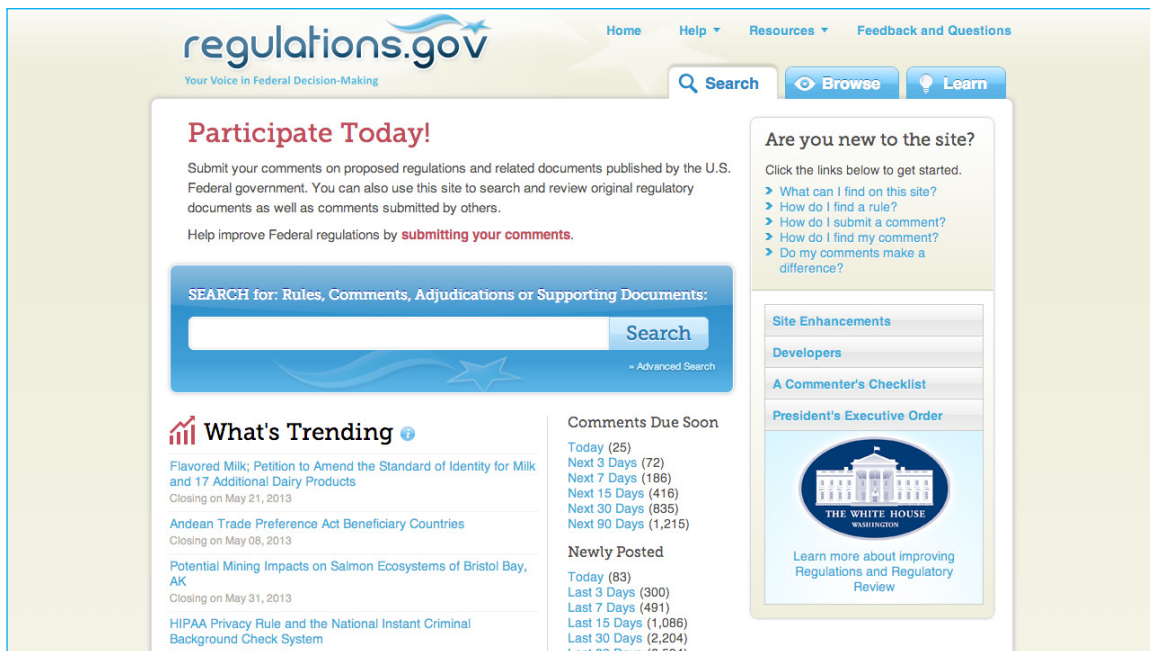 regulations.gov
Your Voice in Federal Decision-Making
Home
Help
Resources
Feedback and Questions
Search
Browse
Learn
Participate Today!
Submit your comments on proposed regulations and related documents published by the U.S.
Federal government. You can also use this site to search and review original regulatory
documents as well as comments submitted by others.
Help improve Federal regulations by submitting your comments.
SEARCH for: Rules, Comments, Adjudications or Supporting Documents:
Search
» Advanced Search
What's Trending
Flavored Milk; Petition to Amend the Standard of Identity for Milk
and 17 Additional Dairy Products
Closing on May 21, 2013
Andean Trade Preference Act Beneficiary Countries
Closing on May 08, 2013
Potential Mining Impacts on Salmon Ecosystems of Bristol Bay,
AK
Closing on May 31, 2013
HIPAA Privacy Rule and the National Instant Criminal
Background Check System
Comments Due Soon
Today (25)
Next 3 Days (72)
Next 7 Days (186)
Next 15 Days (416)
Next 30 Days (835)
Next 90 Days (1,215)
Newly Posted
Today (83)
Last 3 Days (300)
Last 7 Days (491)
Last 15 Days (1,086)
Last 30 Days (2,204)
Are you new to the site?
Click the links below to get started.
What can I find on this site?
How do I find a rule?
How do I submit a comment?
How do I find my comment?
Do my comments make a
difference?
Site Enhancements
Developers
A Commenter's Checklist
President's Executive Order
THE WHITE HOUSE
WASHINGTON
Learn more about improving
Regulations and Regulatory
Review